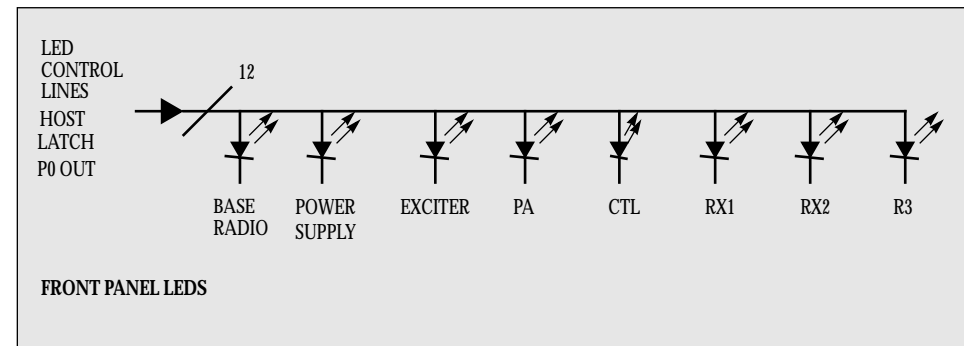 LED
CONTROL
LINES
12
HOST
LATCH
P0 OUT
BASE
RADIO
POWER
SUPPLY
EXCITER
PA
CTL
RX1
RX2
R3
FRONT PANEL LEDS